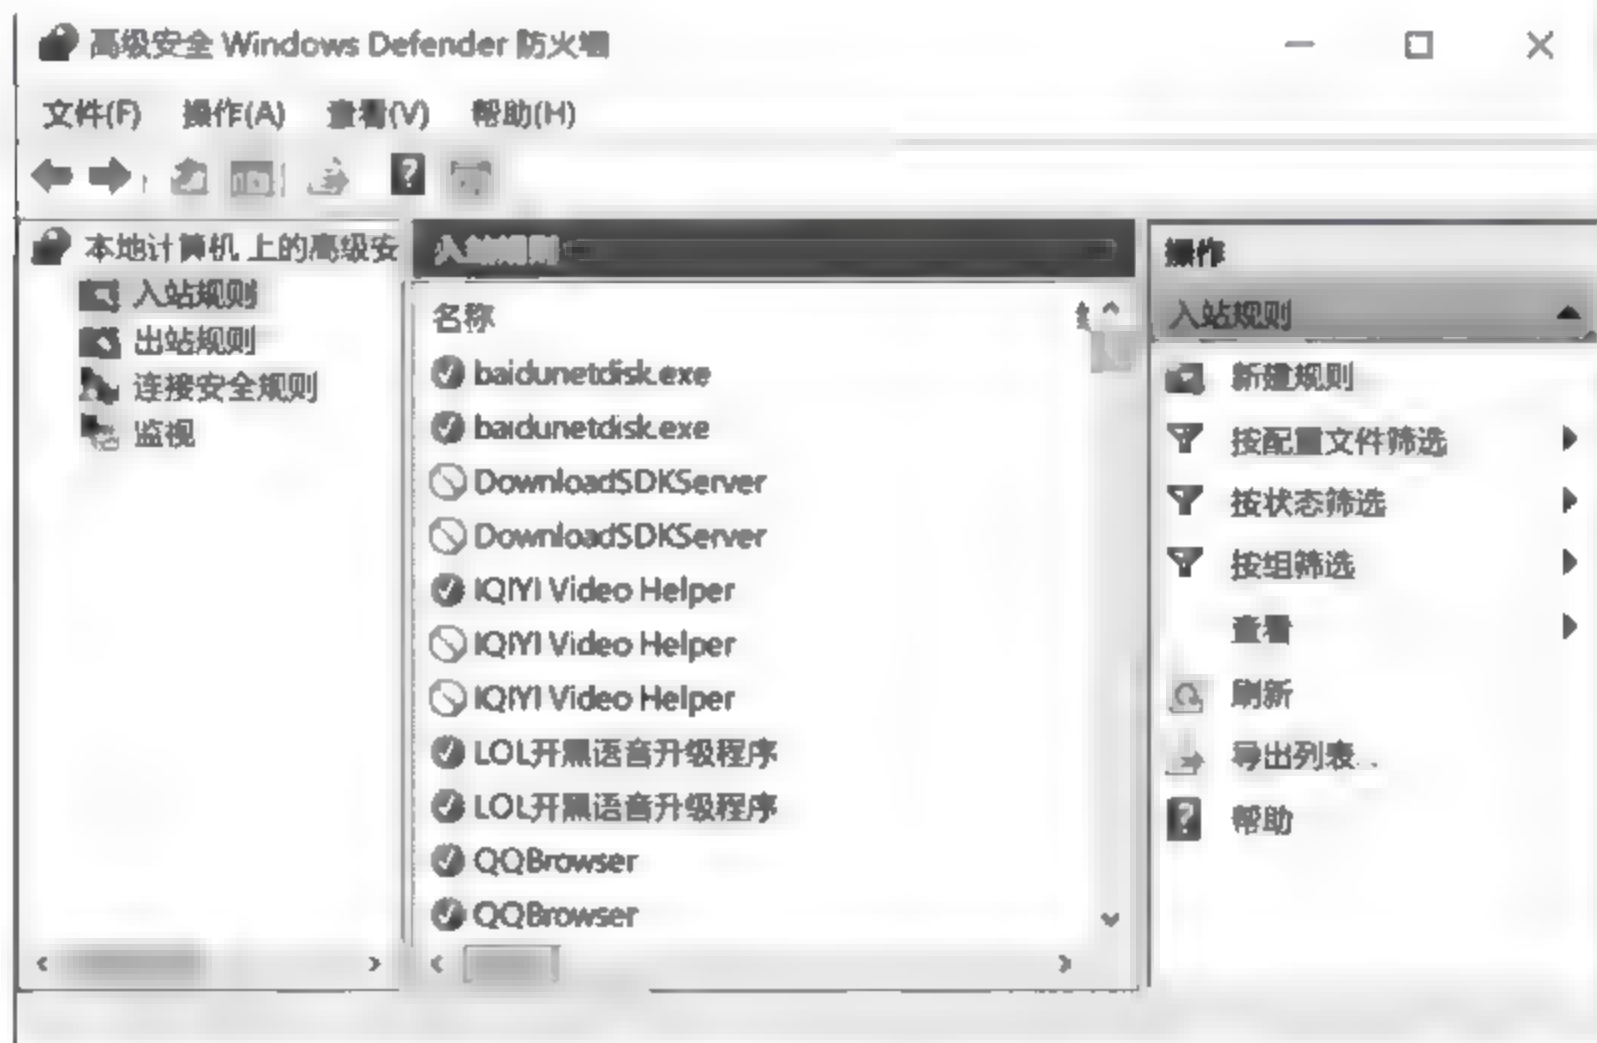 高级安全 Windows Defender 防火墙
文件(F) 操作(A) 查看(V) 帮助(H)
本地计算机 上的高级安
入站规则
出站规则
连接安全规则
监视
入站规则
名称
baidunetdisk.exe
baidunetdisk.exe
DownloadSDKServer
DownloadSDKServer
IQIYI Video Helper
IQIYI Video Helper
IQIYI Video Helper
LOL开黑语音升级程序
LOL开黑语音升级程序
QQBrowser
QQBrowser
操作
入站规则
新建规则
按配置文件筛选
按状态筛选
按组筛选
查看
刷新
导出列表...
帮助